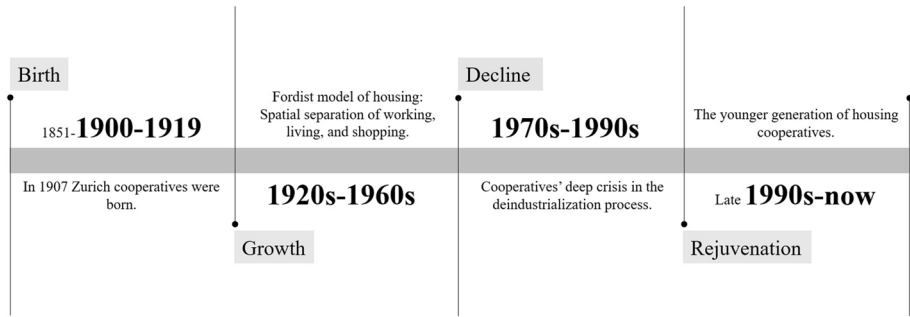 Birth
1851-1900-1919
In 1907 Zurich cooperatives were
born.
Fordist model of housing:
Spatial separation of working,
living, and shopping.
1920s-1960s
Growth
Decline
1970s-1990s
Cooperatives' deep crisis in the
deindustrialization process.
The younger generation of housing
cooperatives.
Late 1990s-now
Rejuvenation